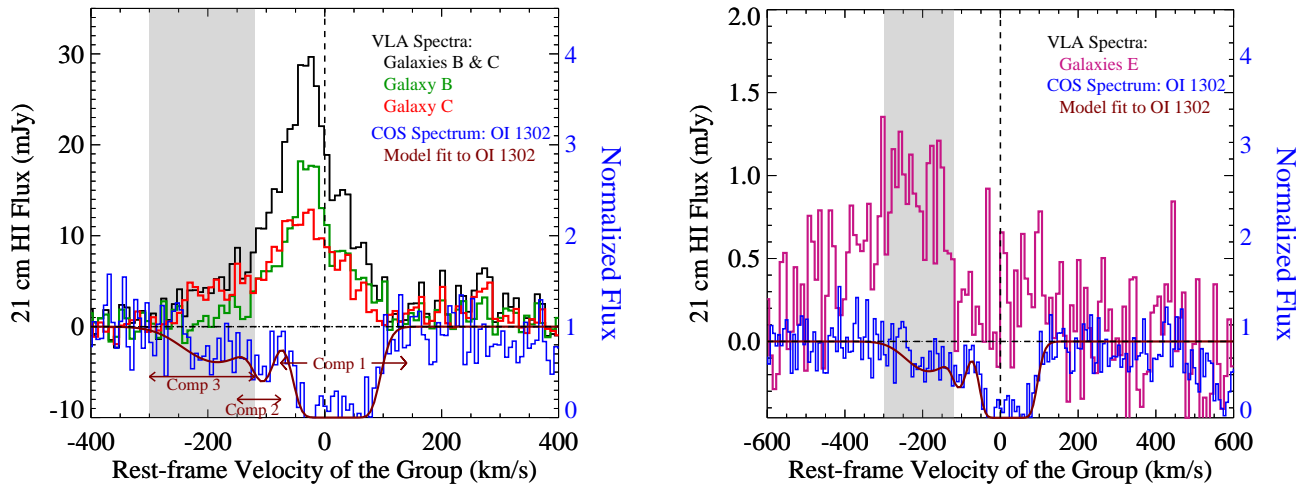 VLA Spectra:
Galaxies B & C
Galaxy B
Galaxy C
COS Spectrum: OI 1302
Model fit to OI 1302
Comp 1
Comp 3
Comp 2
21 cm HI Flux (mJy)
30
20
10
0
-10
Normalized Flux
4
3
2
1
0
-400
-200
0
200
400
Rest-frame Velocity of the Group (km/s)
VLA Spectra:
Galaxies E
COS Spectrum: OI 1302
Model fit to OI 1302
21 cm HI Flux (mJy)
2.0
1.5
1.0
0.5
0.0
Normalized Flux
4
3
2
1
0
-600
-400
-200
0
200
400
600
Rest-frame Velocity of the Group (km/s)